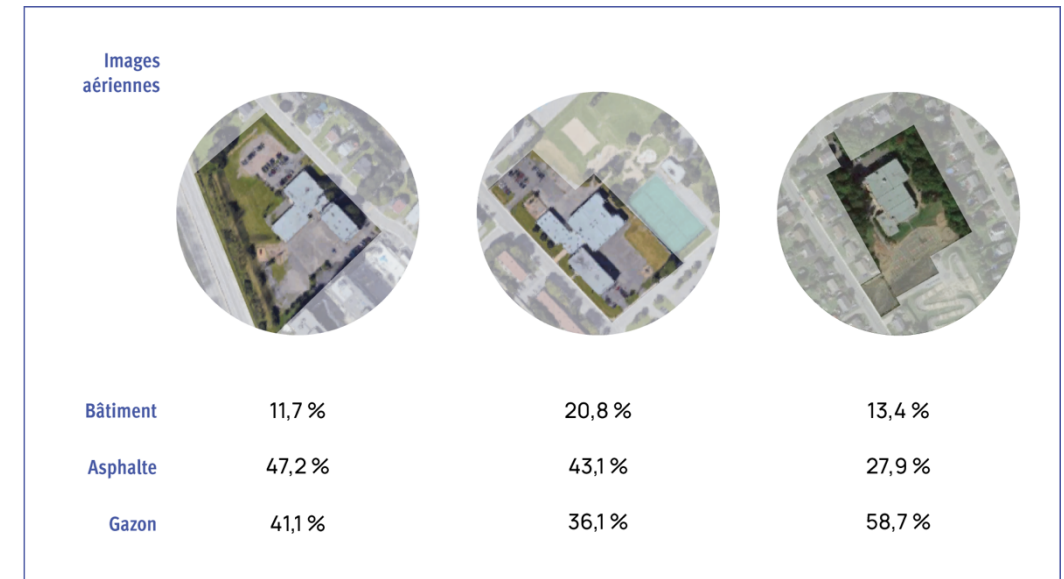 Images
aériennes
Bâtiment 11,7 % 20,8 % 13,4 %
Asphalte 47,2 % 43,1 % 27,9 %
Gazon 41,1 % 36,1 % 58,7 %